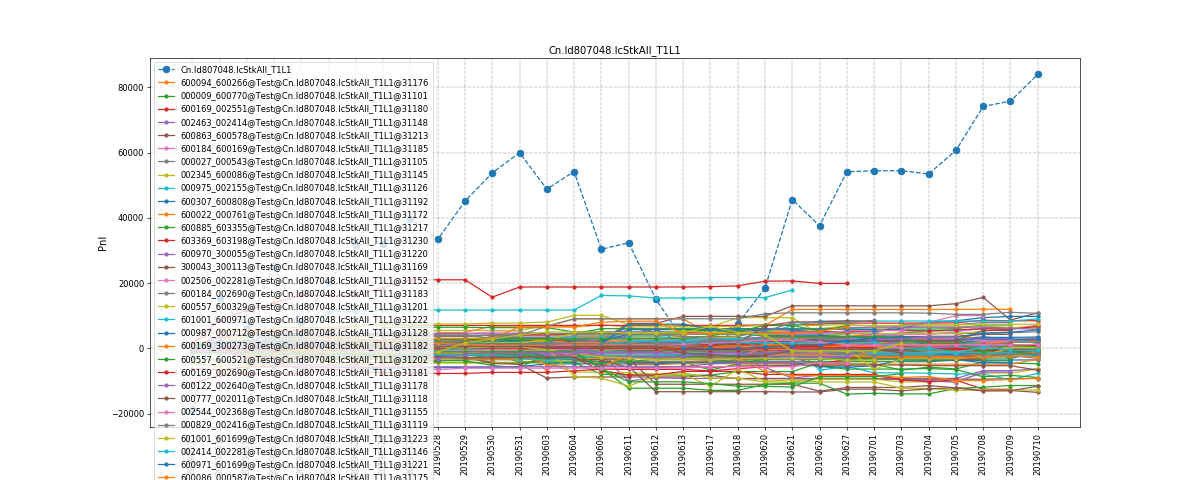 Cn.Id807048.IcStkAll_T1L1
Cn.Id807048.IcStkAll_T1L1
600094_600266@Test@Cn.Id807048.IcStkAll_T1L1@31176
000009_600770@Test@Cn.Id807048.IcStkAll_T1L1@31101
600169_002551@Test@Cn.Id807048.IcStkAll_T1L1@31180
002463_002414@Test@Cn.Id807048.IcStkAll_T1L1@31148
600863_600578@Test@Cn.Id807048.IcStkAll_T1L1@31213
600184_600169@Test@Cn.Id807048.IcStkAll_T1L1@31185
000027_000543@Test@Cn.Id807048.IcStkAll_T1L1@31105
002345_600086@Test@Cn.Id807048.IcStkAll_T1L1@31145
000975_002155@Test@Cn.Id807048.IcStkAll_T1L1@31126
600307_600808@Test@Cn.Id807048.IcStkAll_T1L1@31192
600022_000761@Test@Cn.Id807048.IcStkAll_T1L1@31172
600885_603355@Test@Cn.Id807048.IcStkAll_T1L1@31217
603369_603198@Test@Cn.Id807048.IcStkAll_T1L1@31230
600970_300055@Test@Cn.Id807048.IcStkAll_T1L1@31220
300043_300113@Test@Cn.Id807048.IcStkAll_T1L1@31169
002506_002281@Test@Cn.Id807048.IcStkAll_T1L1@31152
600184_002690@Test@Cn.Id807048.IcStkAll_T1L1@31183
600557_600329@Test@Cn.Id807048.IcStkAll_T1L1@31201
601001_600971@Test@Cn.Id807048.IcStkAll_T1L1@31222
000987_000712@Test@Cn.Id807048.IcStkAll_T1L1@31127
600169_300273@Test@Cn.Id807048.IcStkAll_T1L1@31182
600557_600521@Test@Cn.Id807048.IcStkAll_T1L1@31202
600169_002690@Test@Cn.Id807048.IcStkAll_T1L1@31181
600122_002640@Test@Cn.Id807048.IcStkAll_T1L1@31178
000777_002011@Test@Cn.Id807048.IcStkAll_T1L1@31118
002544_002368@Test@Cn.Id807048.IcStkAll_T1L1@31155
000829_002416@Test@Cn.Id807048.IcStkAll_T1L1@31119
601001_601699@Test@Cn.Id807048.IcStkAll_T1L1@31223
002414_002281@Test@Cn.Id807048.IcStkAll_T1L1@31146
600971_601699@Test@Cn.Id807048.IcStkAll_T1L1@31221
600086_000587@Test@Cn.Id807048.IcStkAll_T1L1@31175
Pnl
80000
60000
40000
20000
0
−20000
20190528
20190529
20190530
20190531
20190603
20190604
20190606
20190611
20190612
20190613
20190617
20190618
20190620
20190621
20190626
20190627
20190701
20190703
20190704
20190705
20190708
20190709
20190710